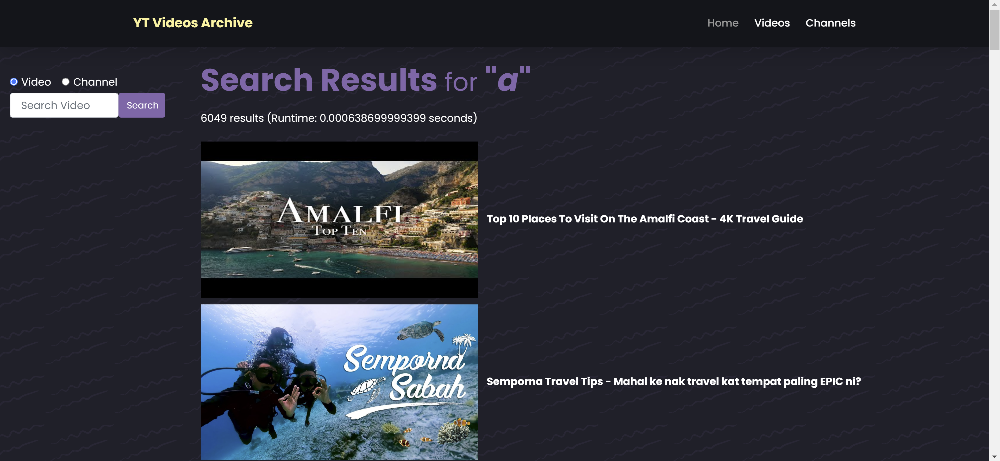 YT Videos Archive
Home Videos Channels
Video Channel
Search Video Search
Search Results for "a"
6049 results (Runtime: 0.000638699999399 seconds)
AMALFI
TOP TEN
Top 10 Places To Visit On The Amalfi Coast - 4K Travel Guide
Semporna
Sabah
Semporna Travel Tips - Mahal ke nak travel kat tempat paling EPIC ni?